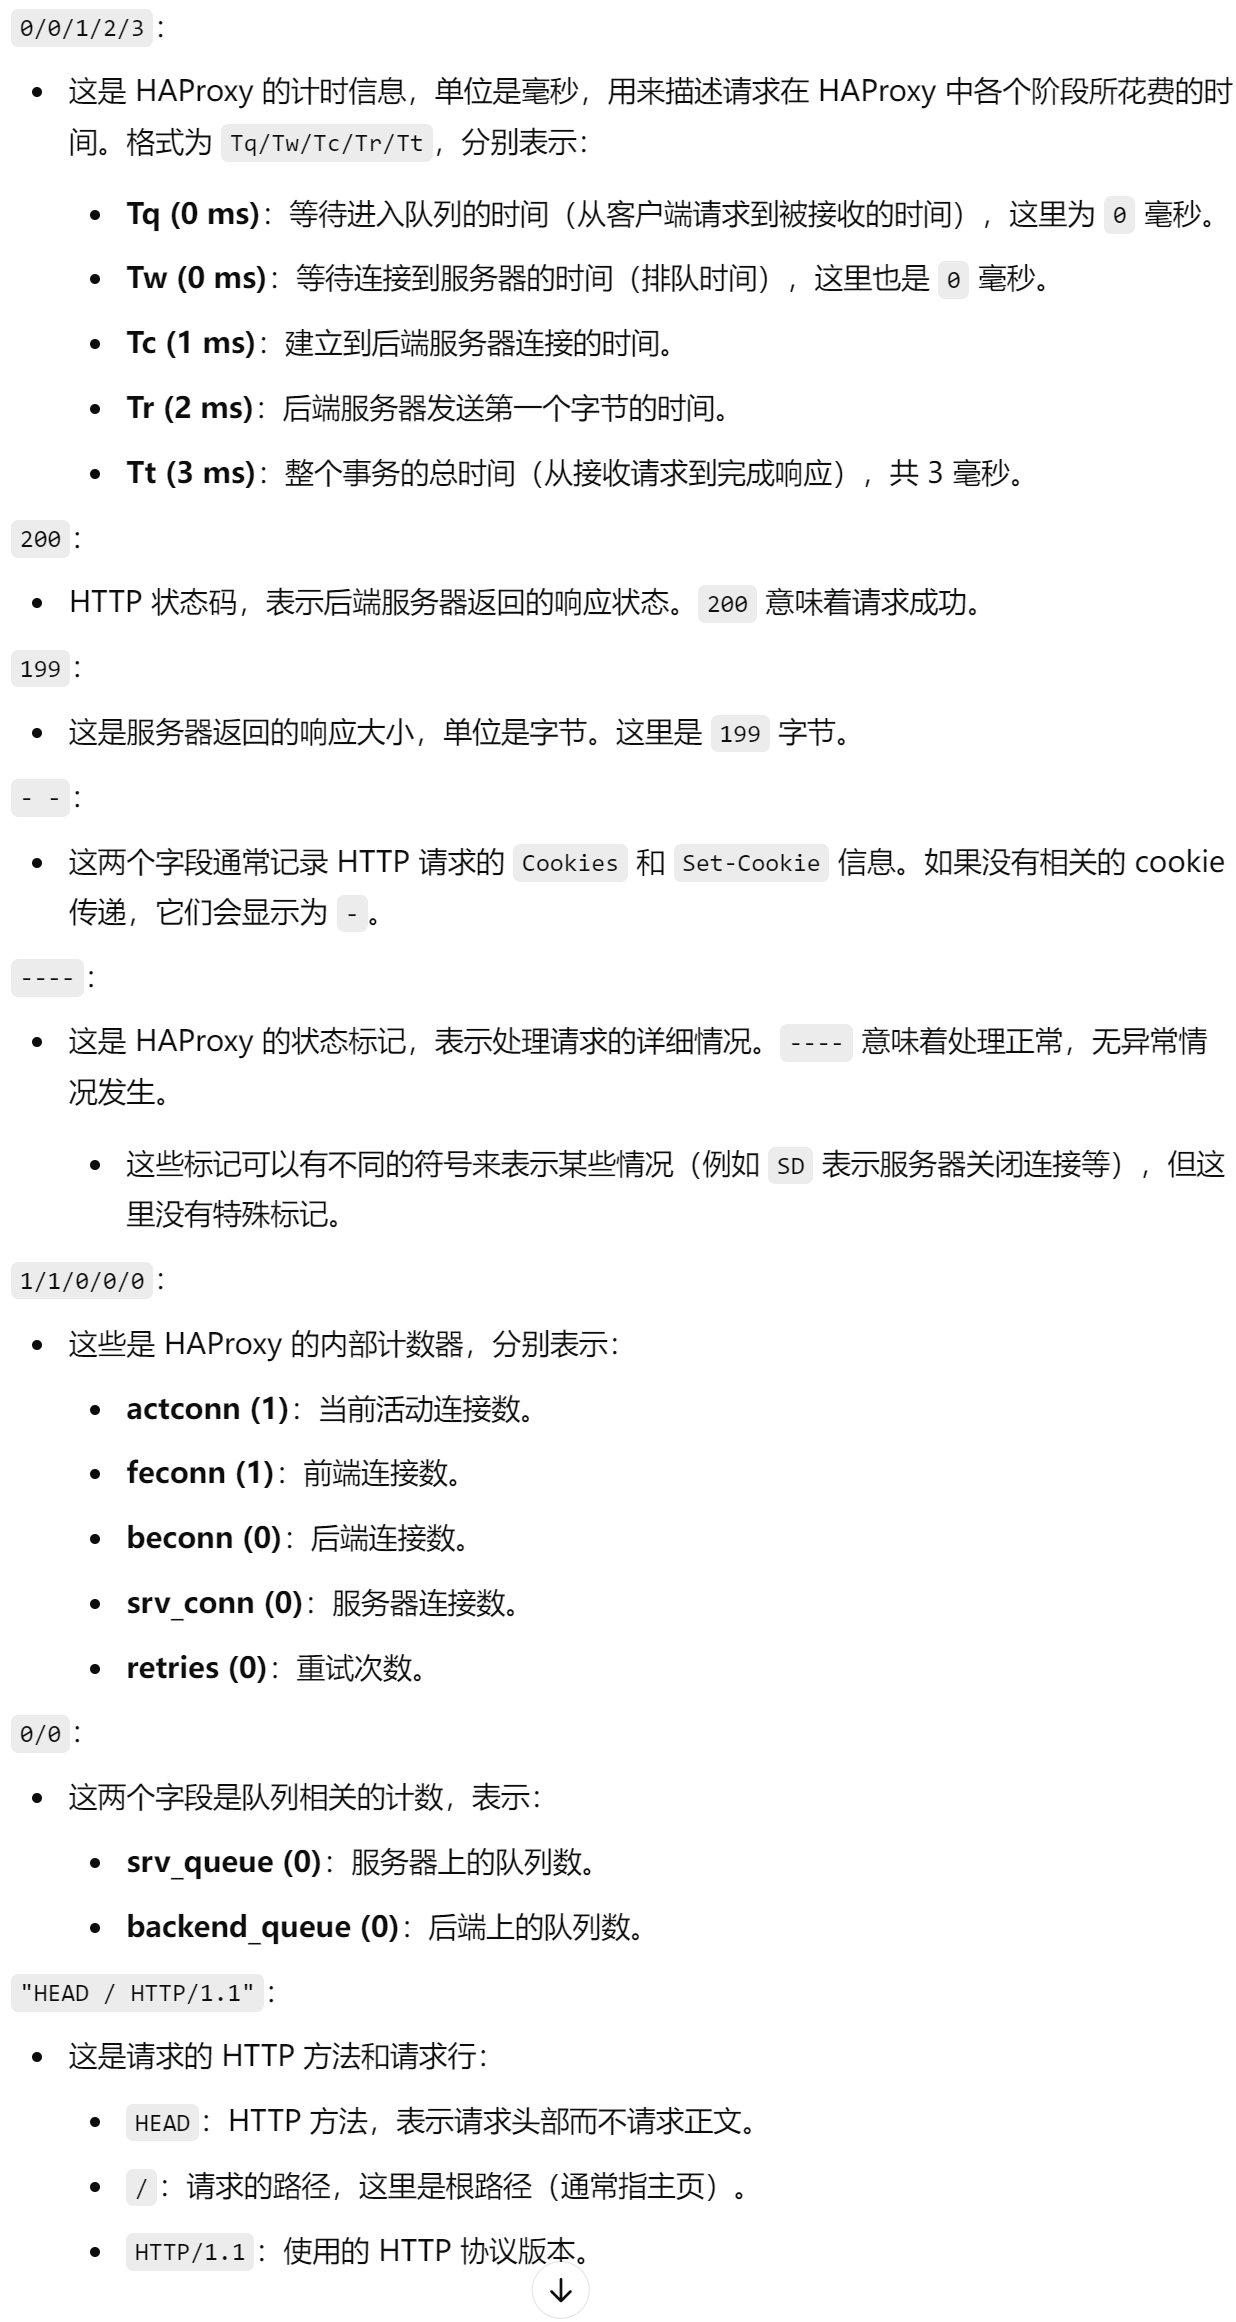 0/0/1/2/3：
• 这是 HAProxy 的计时信息，单位是毫秒，用来描述请求在 HAProxy 中各个阶段所花费的时
间。格式为 Tq/Tw/Tc/Tr/Tt，分别表示：
• Tq (0 ms)：等待进入队列的时间（从客户端请求到被接收的时间），这里为 0 毫秒。
• Tw (0 ms)：等待连接到服务器的时间（排队时间），这里也是 0 毫秒。
• Tc (1 ms)：建立到后端服务器连接的时间。
• Tr (2 ms)：后端服务器发送第一个字节的时间。
• Tt (3 ms)：整个事务的总时间（从接收请求到完成响应），共 3 毫秒。
200：
• HTTP 状态码，表示后端服务器返回的响应状态。200 意味着请求成功。
199：
• 这是服务器返回的响应大小，单位是字节。这里是 199 字节。
- -：
• 这两个字段通常记录 HTTP 请求的 Cookies 和 Set-Cookie 信息。如果没有相关的 cookie
传递，它们会显示为 -。
----：
• 这是 HAProxy 的状态标记，表示处理请求的详细情况。---- 意味着处理正常，无异常情
况发生。
• 这些标记可以有不同的符号来表示某些情况（例如 SD 表示服务器关闭连接等），但这
里没有特殊标记。
1/1/0/0/0：
• 这些是 HAProxy 的内部计数器，分别表示：
• actconn (1)：当前活动连接数。
• feconn (1)：前端连接数。
• beconn (0)：后端连接数。
• srv_conn (0)：服务器连接数。
• retries (0)：重试次数。
0/0：
• 这两个字段是队列相关的计数，表示：
• srv_queue (0)：服务器上的队列数。
• backend_queue (0)：后端上的队列数。
"HEAD / HTTP/1.1"：
• 这是请求的 HTTP 方法和请求行：
• HEAD：HTTP 方法，表示请求头部而不请求正文。
• /：请求的路径，这里是根路径（通常指主页）。
• HTTP/1.1：使用的 HTTP 协议版本。